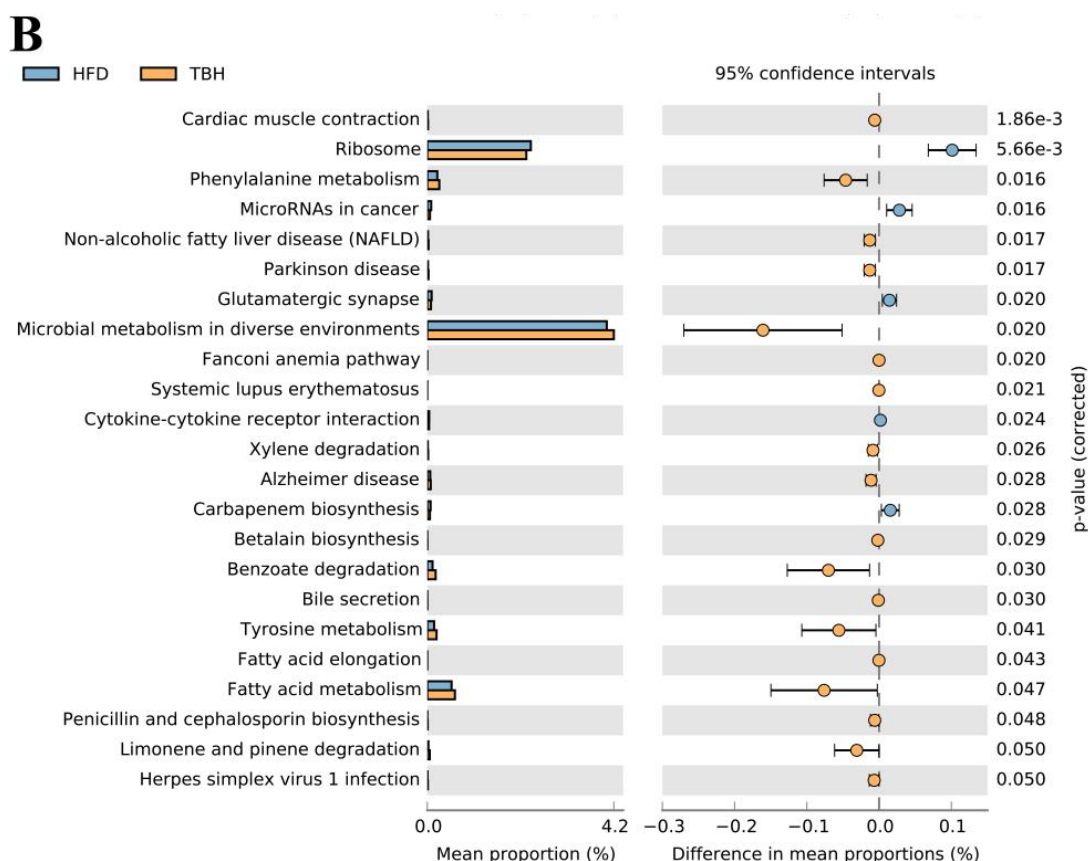 B
HFD TBH
95% confidence intervals
Cardiac muscle contraction 1.86e-3
Ribosome 5.66e-3
Phenylalanine metabolism 0.016
MicroRNAs in cancer 0.016
Non-alcoholic fatty liver disease (NAFLD) 0.017
Parkinson disease 0.017
Glutamatergic synapse 0.020
Microbial metabolism in diverse environments 0.020
Fanconi anemia pathway 0.020
Systemic lupus erythematosus 0.021
Cytokine-cytokine receptor interaction 0.024
Xylene degradation 0.026
Alzheimer disease 0.028
Carbapenem biosynthesis 0.028
Betalain biosynthesis 0.029
Benzoate degradation 0.030
Bile secretion 0.030
Tyrosine metabolism 0.041
Fatty acid elongation 0.043
Fatty acid metabolism 0.047
Penicillin and cephalosporin biosynthesis 0.048
Limonene and pinene degradation 0.050
Herpes simplex virus 1 infection 0.050
p-value (corrected)
0.0 4.2 −0.3 −0.2 −0.1 0.0 0.1
Mean proportion (%) Difference in mean proportions (%)